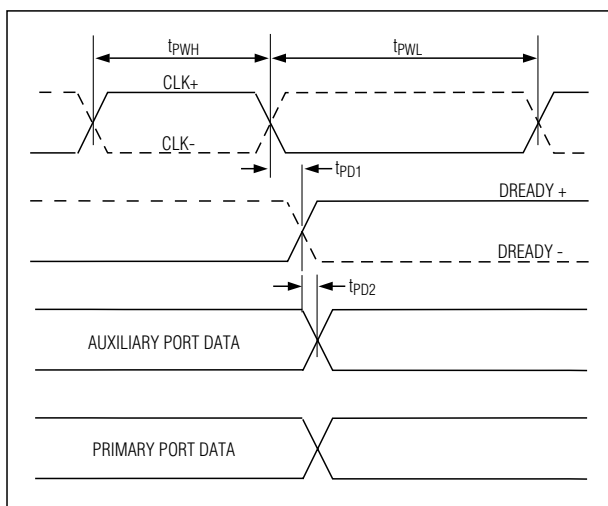 tPWH
tPWL
CLK+
CLK-
tPD1
DREADY +
DREADY -
tPD2
AUXILIARY PORT DATA
PRIMARY PORT DATA